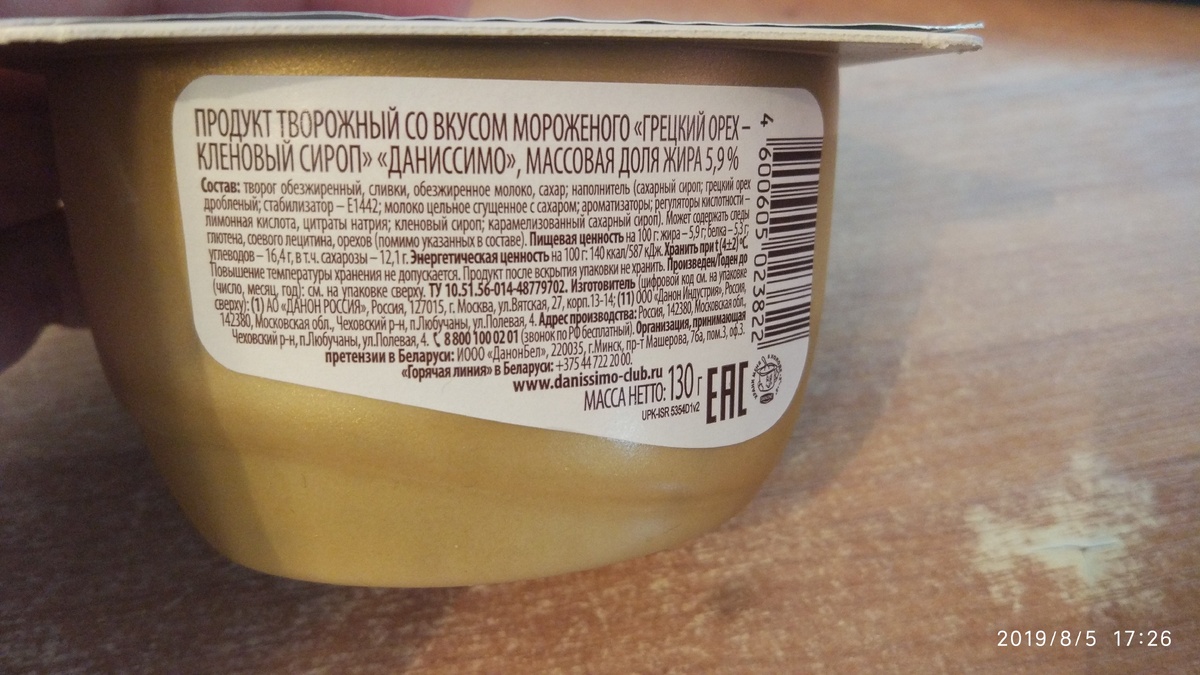 ПРОДУКТ ТВОРОЖНЫЙ СО ВКУСОМ МОРОЖЕНОГО «ГРЕЦКИЙ ОРЕХ –
КЛЕНОВЫЙ СИРОП» «ДАНИССИМО», МАССОВАЯ ДОЛЯ ЖИРА 5,9 %
Состав: творог обезжиренный, сливки, обезжиренное молоко, сахар; наполнитель (сахарный сироп; грецкий орех
дробленый; стабилизатор – Е1442; молоко цельное сгущенное с сахаром; ароматизаторы; регуляторы кислотности –
лимонная кислота, цитраты натрия; кленовый сироп; карамелизованный сахарный сироп). Может содержать следы
глютена, соевого лецитина, орехов (помимо указанных в составе). Пищевая ценность на 100 г: жира – 5,9 г; белка – 5,3 г;
углеводов – 16,4 г, в т.ч. сахарозы – 12,1 г. Энергетическая ценность на 100 г: 140 ккал/587 кДж. Хранить при t (4±2) °С.
Повышение температуры хранения не допускается. Продукт после вскрытия упаковки не хранить. Произведен/Годен до
(число, месяц, год): см. на упаковке сверху. ТУ 10.51.56-014-48779702. Изготовитель (цифровой код см. на упаковке
сверху): (1) АО «ДАНОН РОССИЯ», Россия, 127015, г. Москва, ул.Вятская, 27, корп.13-14; (11) ООО «Данон Индустрия», Россия,
142380, Московская обл., Чеховский р-н, п.Любучаны, ул.Полевая, 4. Адрес производства: Россия, 142380, Московская обл.,
Чеховский р-н, п.Любучаны, ул.Полевая, 4. 8 800 100 02 01 (звонок по РФ бесплатный). Организация, принимающая
претензии в Беларуси: ИООО «ДанонБел», 220035, г.Минск, пр-т Машерова, 76а, пом.3, оф.3.
«Горячая линия» в Беларуси: +375 44 722 20 00.
www.danissimo-club.ru
МАССА НЕТТО: 130 г
UPK-ISR 5354D1v2
EAC
4 600605 023822
2019/8/5 17:26